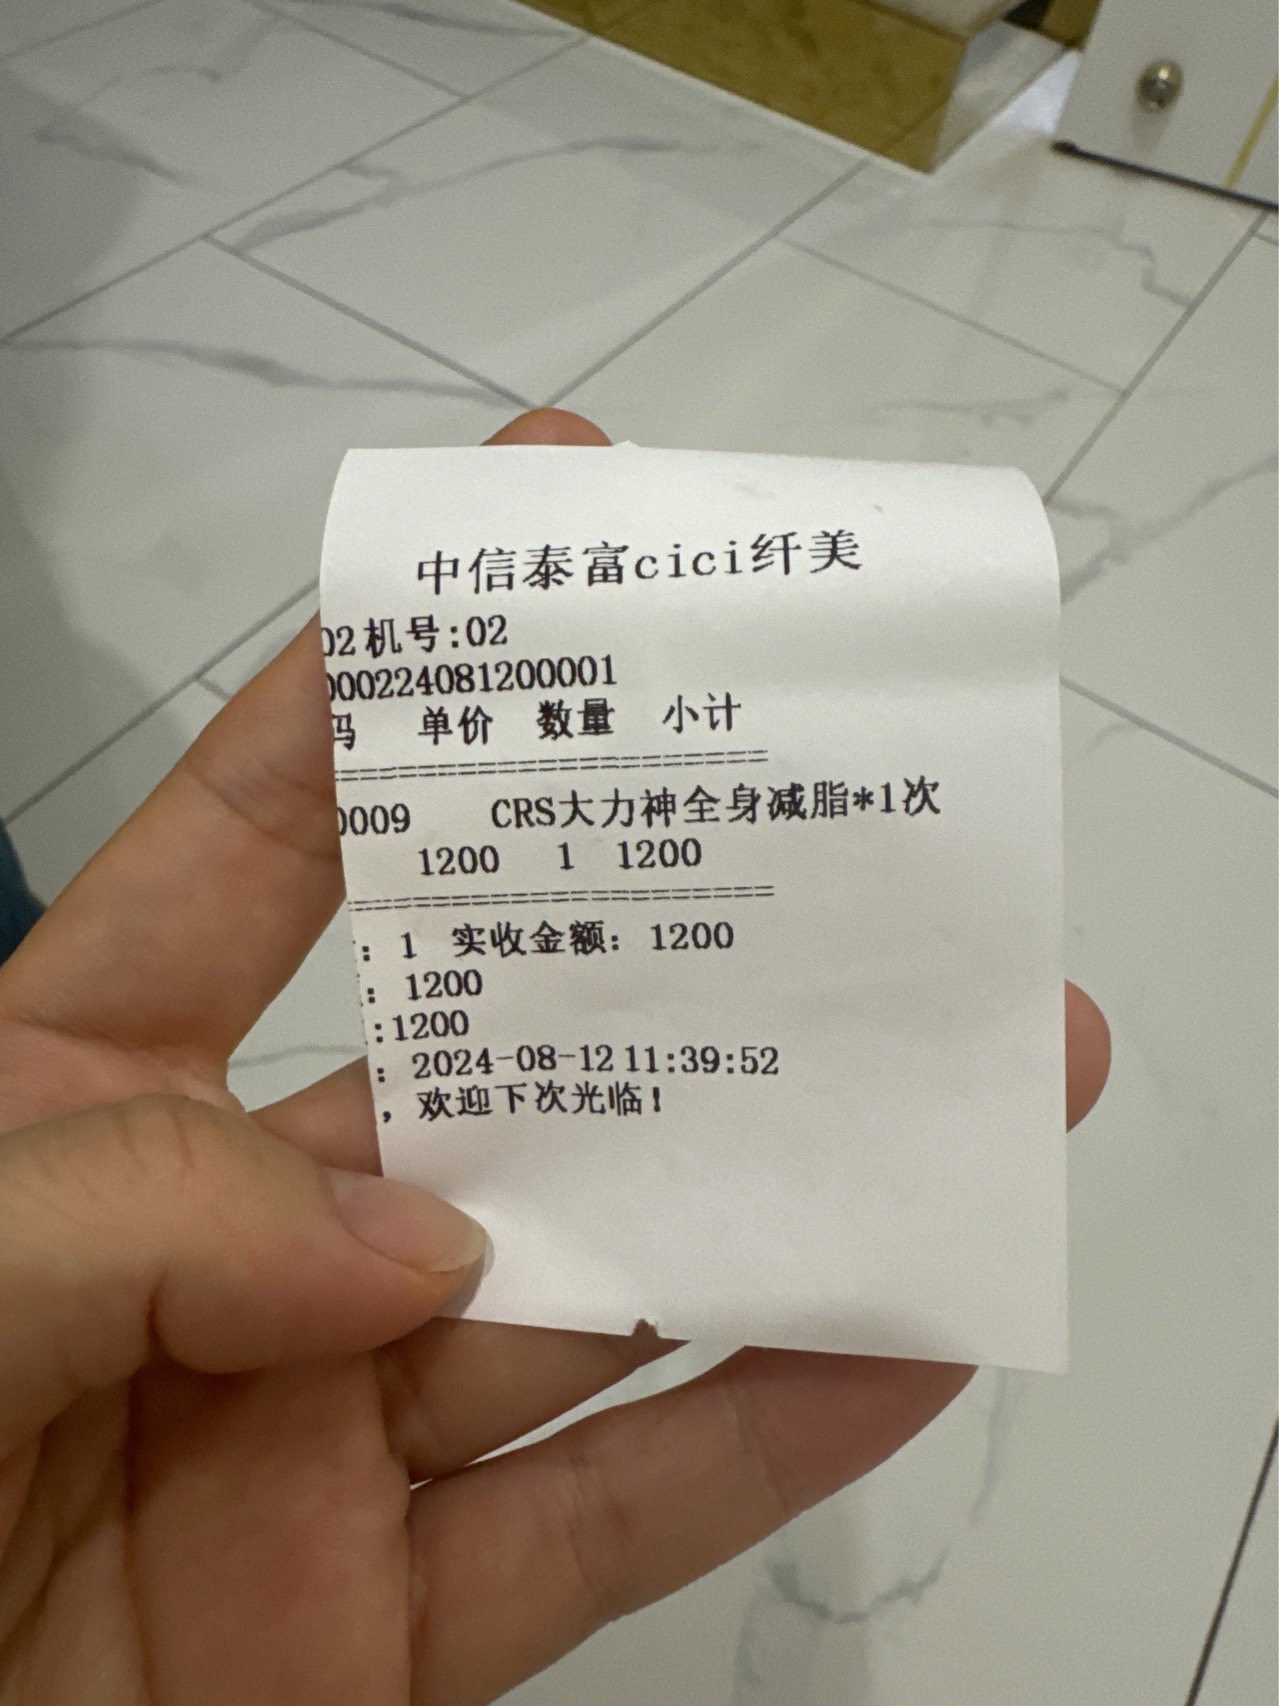 中信泰富cici纤美
02机号:02
000224081200001
码 单价 数量 小计
0009 CRS大力神全身减脂*1次
1200 1 1200
: 1 实收金额: 1200
: 1200
:1200
: 2024-08-12 11:39:52
, 欢迎下次光临!